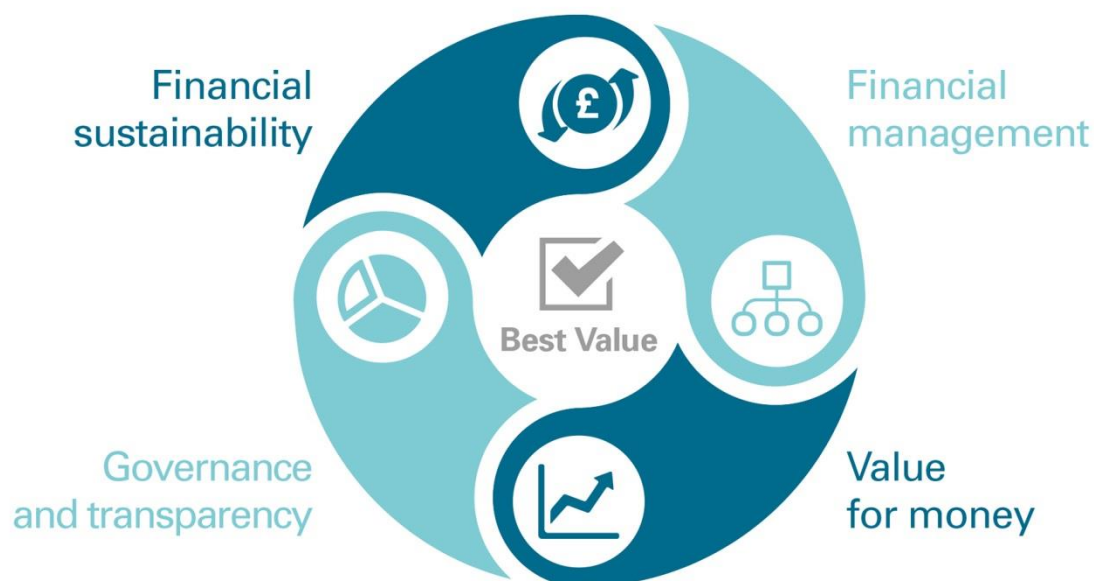 Financial
sustainability
£
Financial
management
Best Value
Governance
and transparency
Value
for money